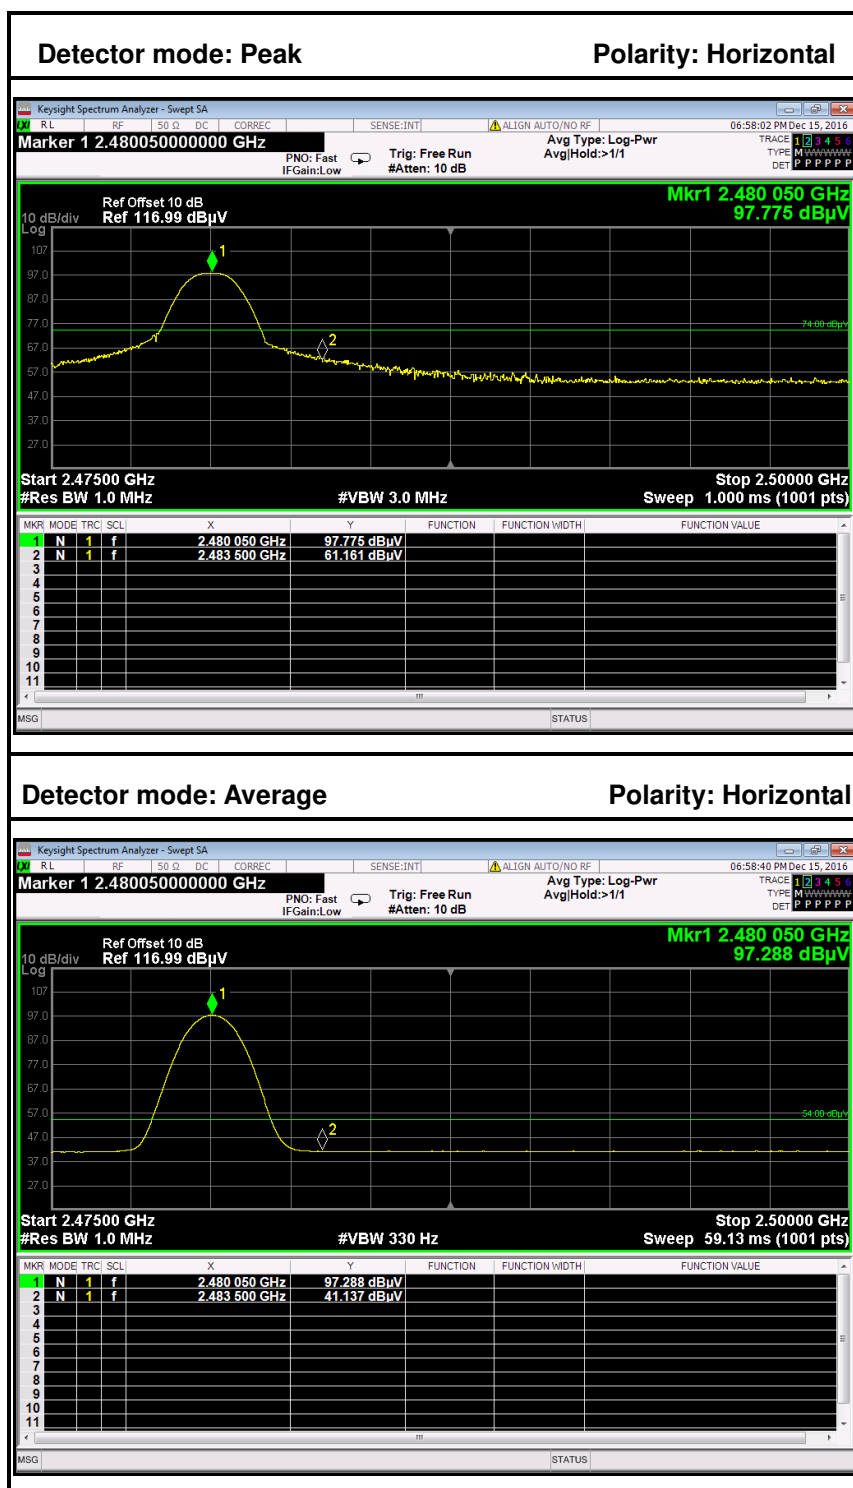 Detector mode: Peak Polarity: Horizontal
Keysight Spectrum Analyzer - Swept SA
LXI RL RF 50 Ω DC CORREC SENSE:INT ALIGN AUTO/NO RF 06:58:02 PM Dec 15, 2016
Marker 1 2.480050000000 GHz
PNO: Fast
IFGain:Low
Trig: Free Run
#Atten: 10 dB
Avg Type: Log-Pwr
Avg|Hold:>1/1
TRACE 1 2 3 4 5 6
TYPE M WWWWW
DET P P P P P P
Mkr1 2.480 050 GHz
97.775 dBµV
Ref Offset 10 dB
10 dB/div Ref 116.99 dBµV
Log
107
97.0
87.0
77.0
67.0
57.0
47.0
37.0
27.0
1
2
74.00 dBµV
Start 2.47500 GHz Stop 2.50000 GHz
#Res BW 1.0 MHz #VBW 3.0 MHz Sweep 1.000 ms (1001 pts)
MKR MODE TRC SCL X Y FUNCTION FUNCTION WIDTH FUNCTION VALUE
1 N 1 f 2.480 050 GHz 97.775 dBµV
2 N 1 f 2.483 500 GHz 61.161 dBµV
3
4
5
6
7
8
9
10
11
MSG STATUS
Detector mode: Average Polarity: Horizontal
Keysight Spectrum Analyzer - Swept SA
LXI RL RF 50 Ω DC CORREC SENSE:INT ALIGN AUTO/NO RF 06:58:40 PM Dec 15, 2016
Marker 1 2.480050000000 GHz
PNO: Fast
IFGain:Low
Trig: Free Run
#Atten: 10 dB
Avg Type: Log-Pwr
Avg|Hold:>1/1
TRACE 1 2 3 4 5 6
TYPE M WWWWW
DET P P P P P P
Mkr1 2.480 050 GHz
97.288 dBµV
Ref Offset 10 dB
10 dB/div Ref 116.99 dBµV
Log
107
97.0
87.0
77.0
67.0
57.0
47.0
37.0
27.0
1
2
54.00 dBµV
Start 2.47500 GHz Stop 2.50000 GHz
#Res BW 1.0 MHz #VBW 330 Hz Sweep 59.13 ms (1001 pts)
MKR MODE TRC SCL X Y FUNCTION FUNCTION WIDTH FUNCTION VALUE
1 N 1 f 2.480 050 GHz 97.288 dBµV
2 N 1 f 2.483 500 GHz 41.137 dBµV
3
4
5
6
7
8
9
10
11
MSG STATUS